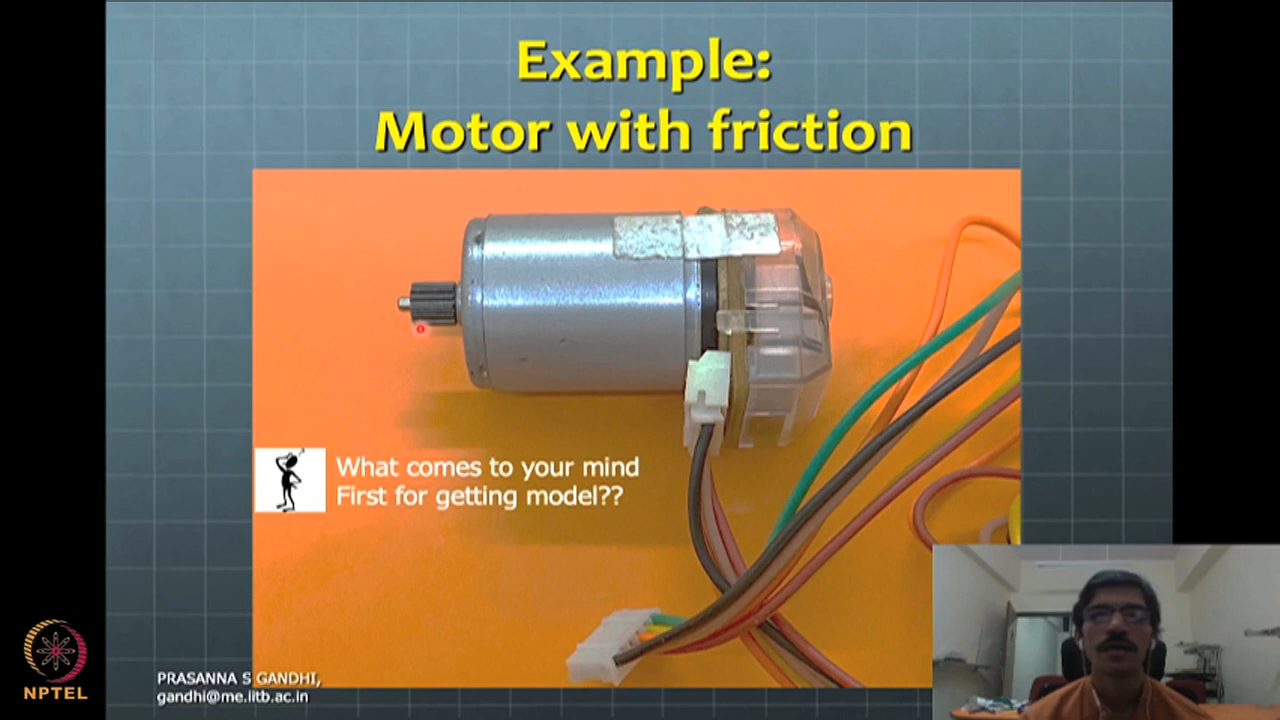 Example:
Motor with friction
What comes to your mind
First for getting model??
PRASANNA S GANDHI,
gandhi@me.iitb.ac.in
NPTEL